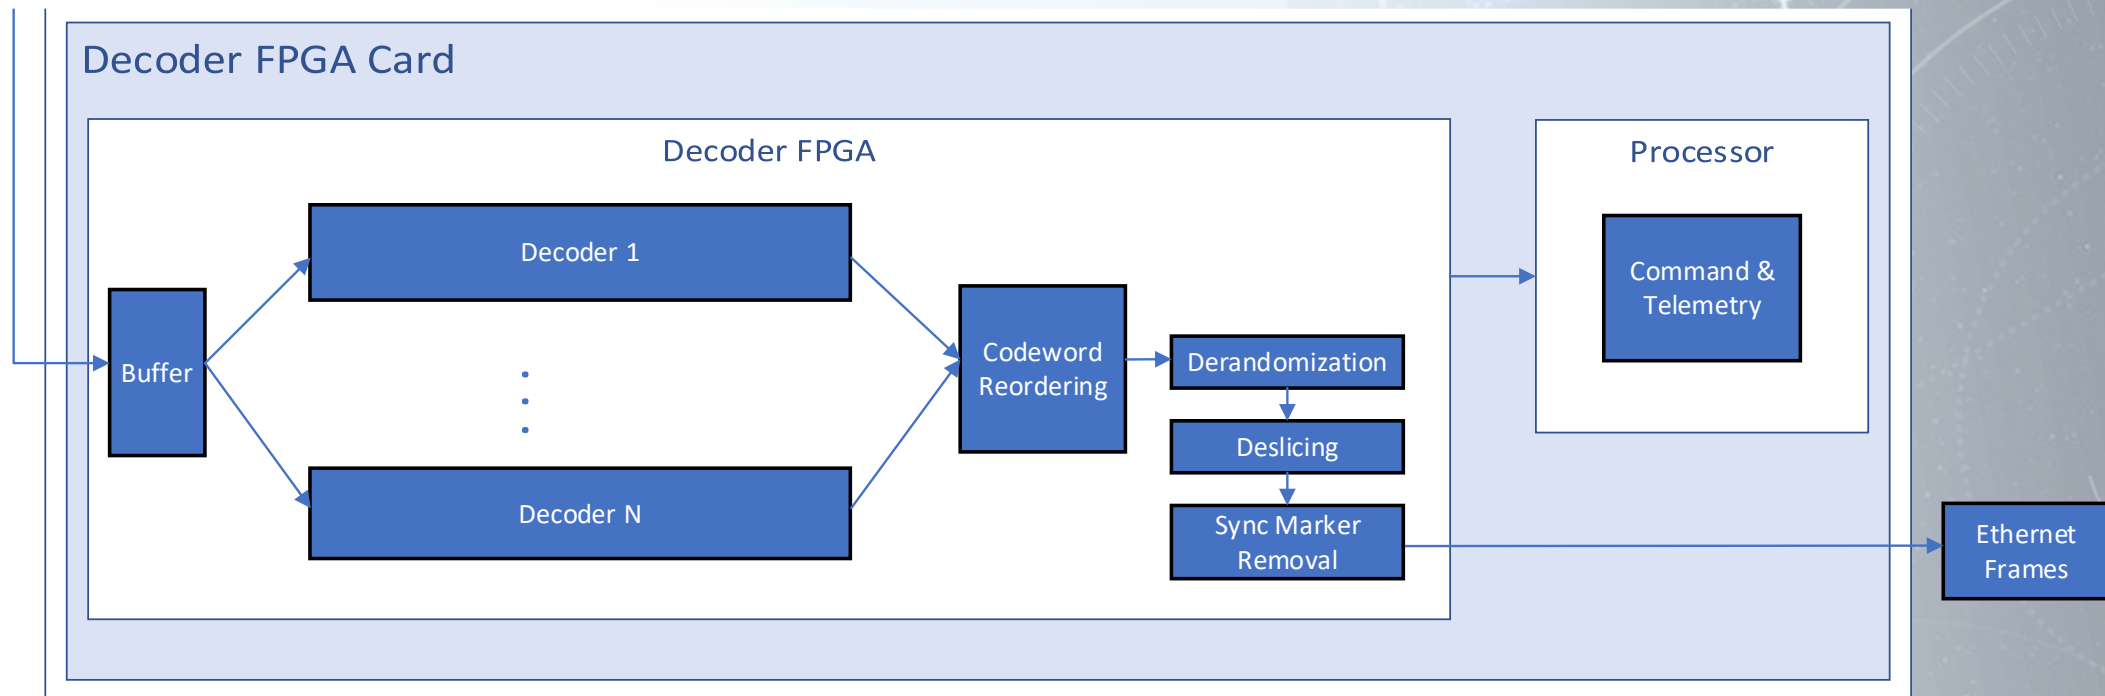 Decoder FPGA Card
Decoder FPGA
Processor
Decoder 1
Command &
Telemetry
Buffer
Codeword
Reordering
Derandomization
Deslicing
Decoder N
Sync Marker
Removal
Ethernet
Frames